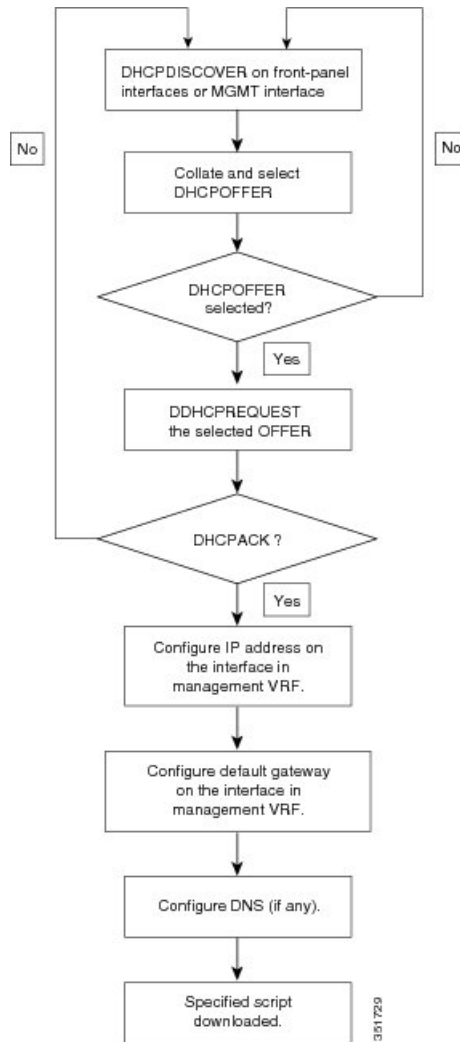 DHCPDISCOVER on front-panel
interfaces or MGMT interface
No
No
Collate and select
DHCPOFFER
DHCPOFFER
selected?
Yes
DDHCPREQUEST
the selected OFFER
DHCPACK ?
Yes
Configure IP address on
the interface in
management VRF.
Configure default gateway
on the interface in
management VRF.
Configure DNS (if any).
Specified script
downloaded.
351729